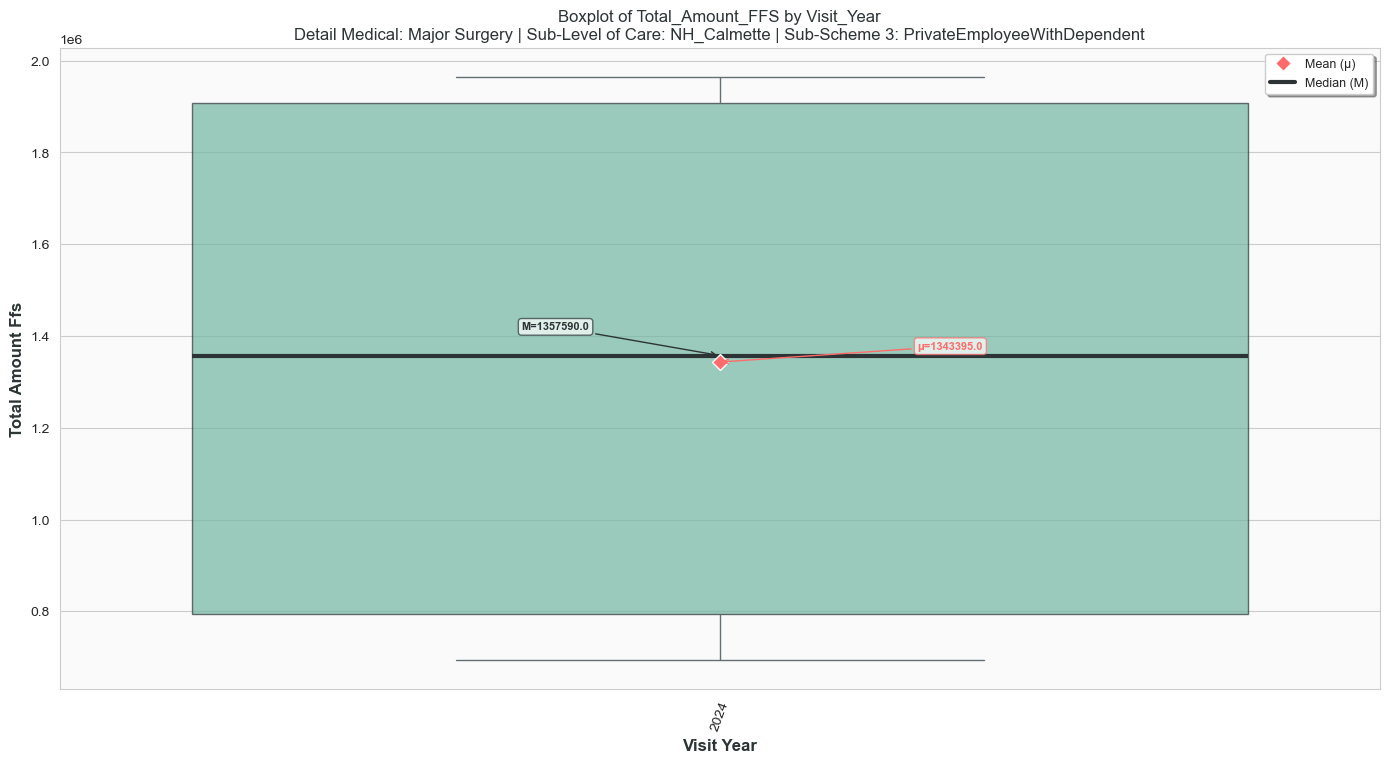 Boxplot of Total_Amount_FFS by Visit_Year
Detail Medical: Major Surgery | Sub-Level of Care: NH_Calmette | Sub-Scheme 3: PrivateEmployeeWithDependent
1e6
2.0
1.8
1.6
1.4
1.2
1.0
0.8
Total Amount Ffs
Mean (μ)
Median (M)
M=1357590.0
μ=1343395.0
2024
Visit Year